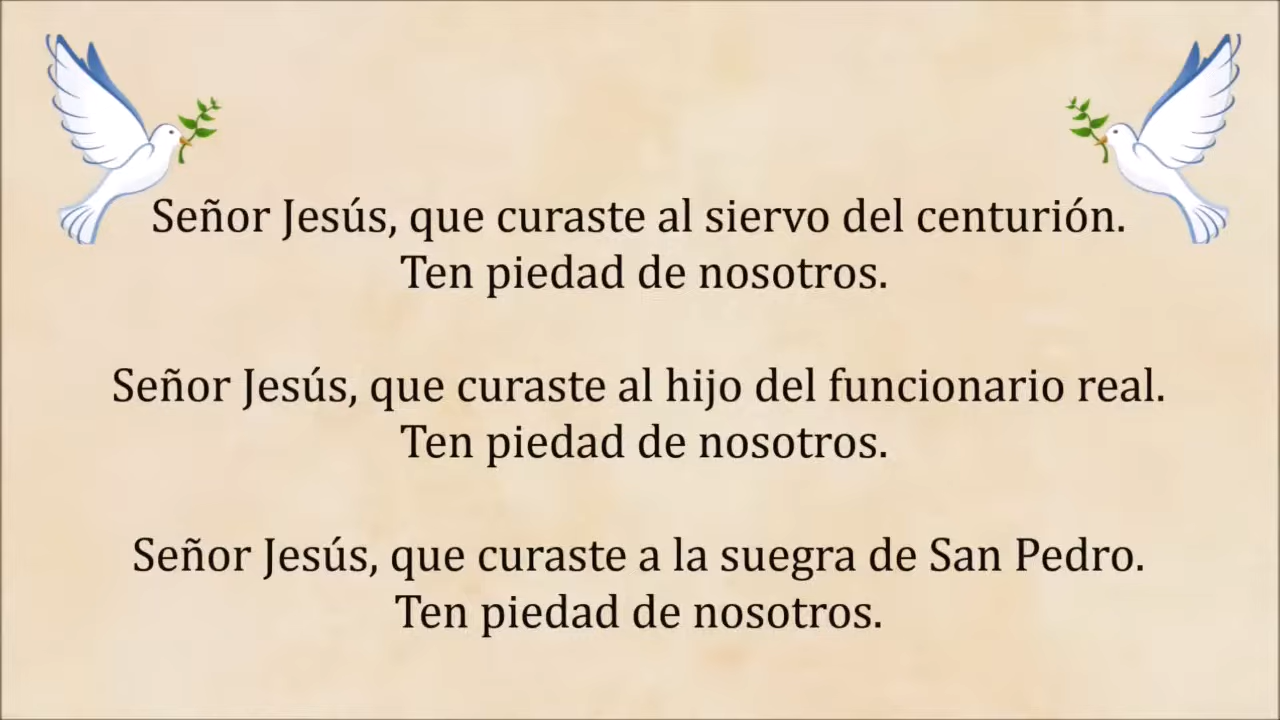 Señor Jesús, que curaste al siervo del centurión.
Ten piedad de nosotros.
Señor Jesús, que curaste al hijo del funcionario real.
Ten piedad de nosotros.
Señor Jesús, que curaste a la suegra de San Pedro.
Ten piedad de nosotros.